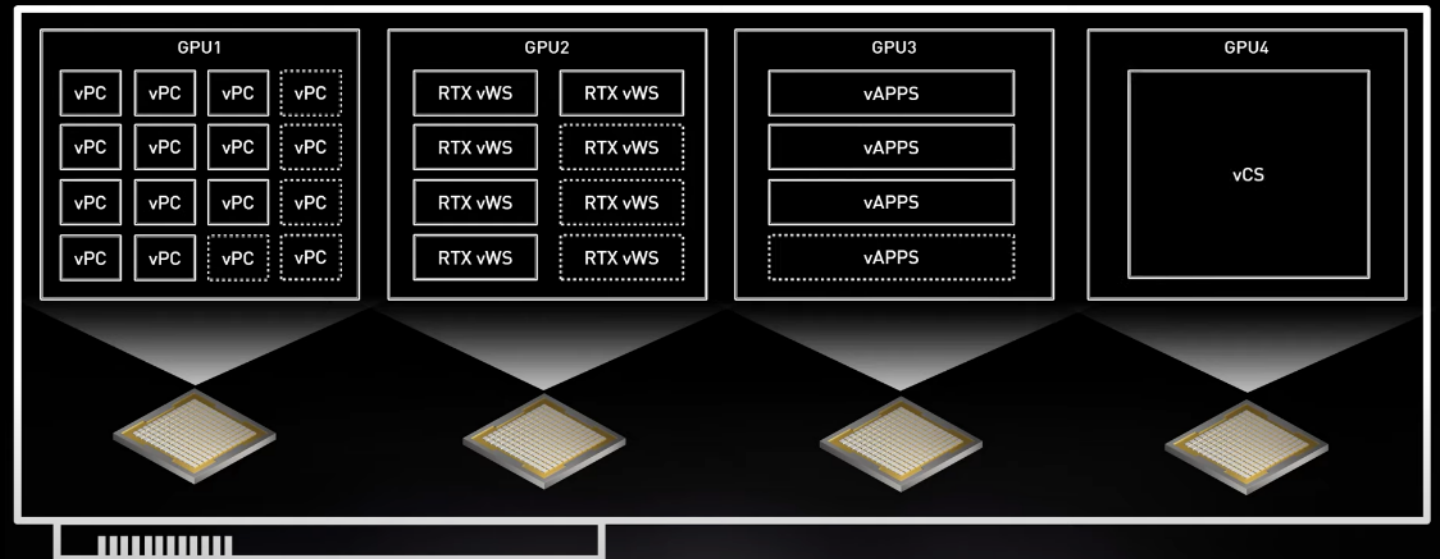 GPU1
vPC vPC vPC vPC
vPC vPC vPC vPC
vPC vPC vPC vPC
vPC vPC vPC vPC
GPU2
RTX vWS RTX vWS
RTX vWS RTX vWS
RTX vWS RTX vWS
RTX vWS RTX vWS
GPU3
vAPPS
vAPPS
vAPPS
vAPPS
GPU4
vCS